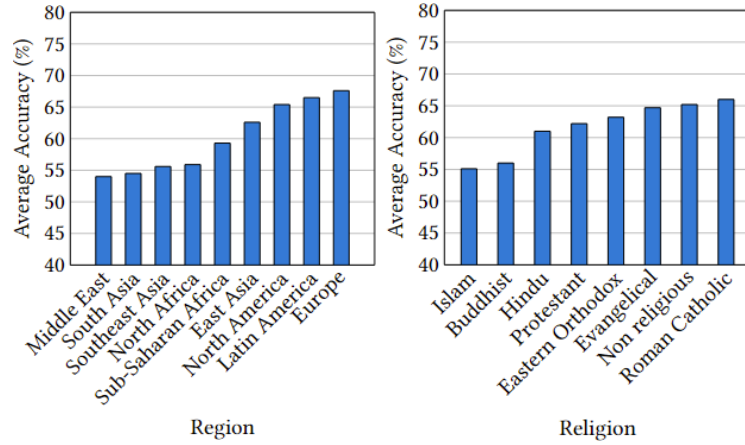 Average Accuracy (%)
80
75
70
65
60
55
50
45
40
Middle East
South Asia
Southeast Asia
North Africa
Sub-Saharan Africa
East Asia
North America
Latin America
Europe
Region
Average Accuracy (%)
80
75
70
65
60
55
50
45
40
Islam
Buddhist
Hindu
Protestant
Eastern Orthodox
Evangelical
Non religious
Roman Catholic
Religion